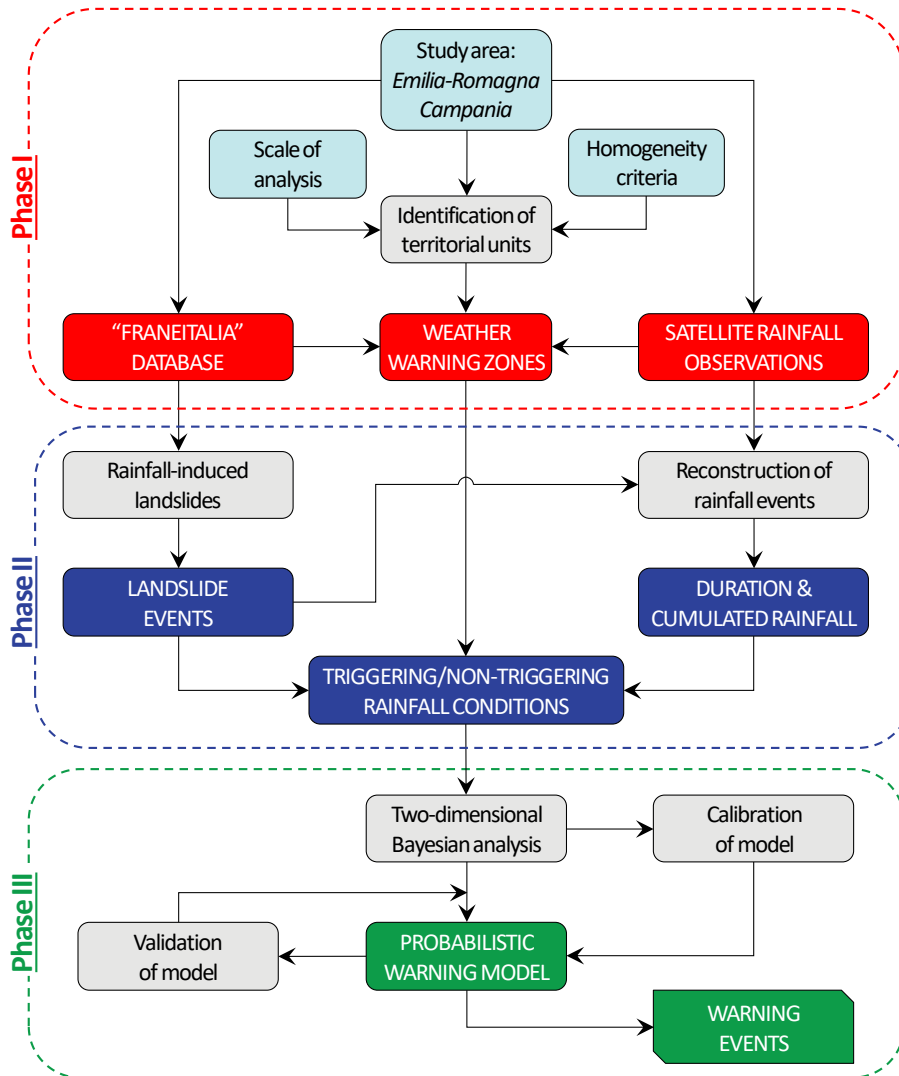 Phase I
Study area:
Emilia-Romagna
Campania
Scale of
analysis
Homogeneity
criteria
Identification of
territorial units
“FRANEITALIA”
DATABASE
WEATHER
WARNING ZONES
SATELLITE RAINFALL
OBSERVATIONS
Phase II
Rainfall-induced
landslides
Reconstruction of
rainfall events
LANDSLIDE
EVENTS
DURATION &
CUMULATED RAINFALL
TRIGGERING/NON-TRIGGERING
RAINFALL CONDITIONS
Phase III
Two-dimensional
Bayesian analysis
Calibration
of model
Validation
of model
PROBABILISTIC
WARNING MODEL
WARNING
EVENTS